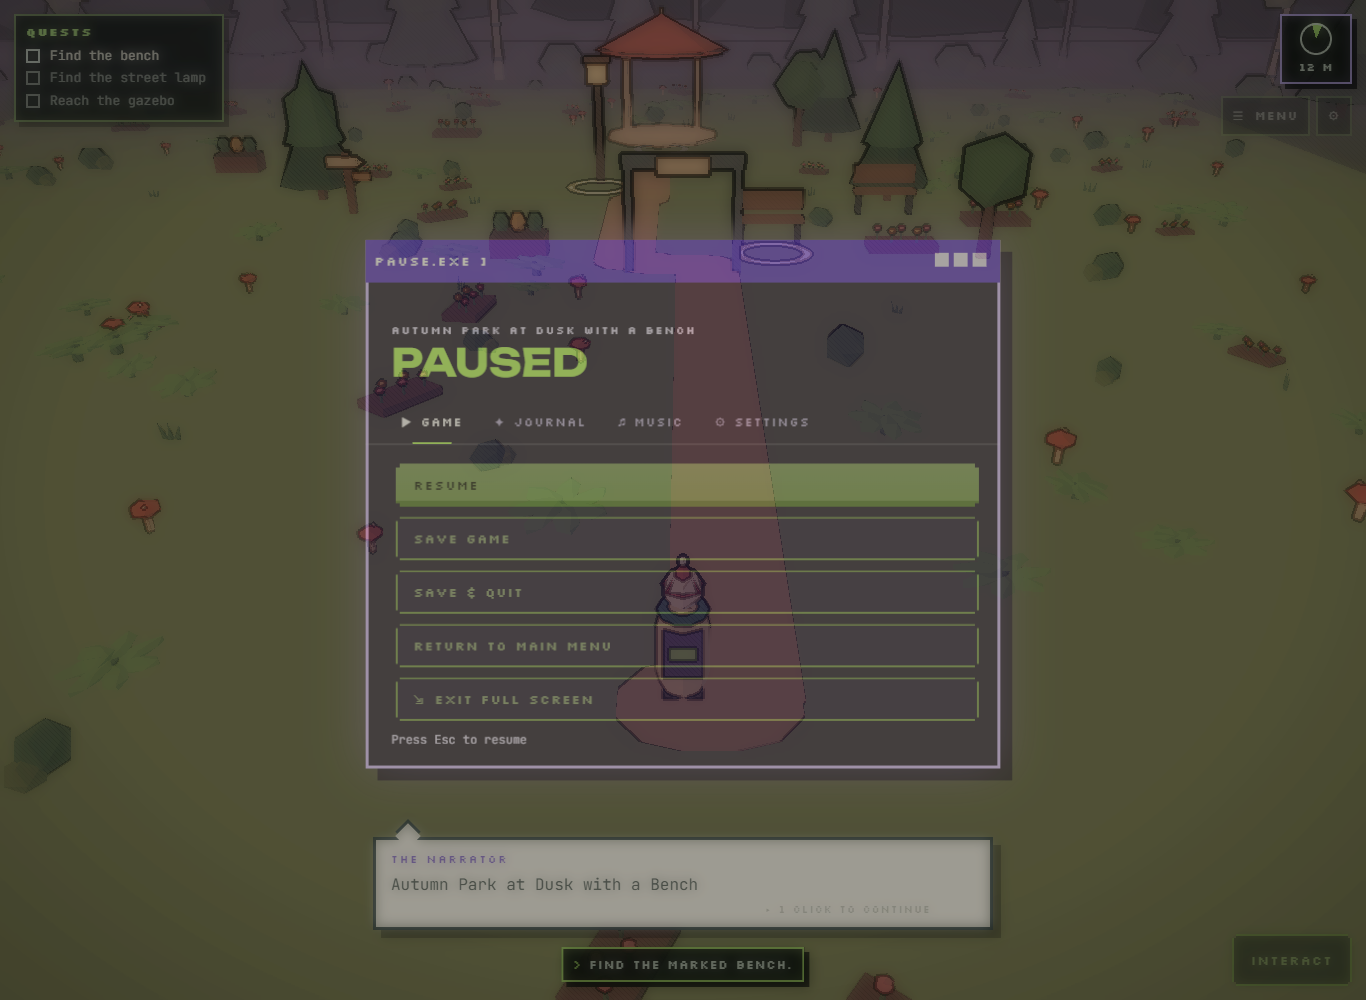 QUESTS
Find the bench
Find the street lamp
Reach the gazebo
12 M
☰ MENU
PAUSE.EXE
AUTUMN PARK AT DUSK WITH A BENCH
PAUSED
▶ GAME ✦ JOURNAL ♫ MUSIC ⚙ SETTINGS
RESUME
SAVE GAME
SAVE & QUIT
RETURN TO MAIN MENU
⇲ EXIT FULL SCREEN
Press Esc to resume
THE NARRATOR
Autumn Park at Dusk with a Bench
CLICK TO CONTINUE
> FIND THE MARKED BENCH.
INTERACT